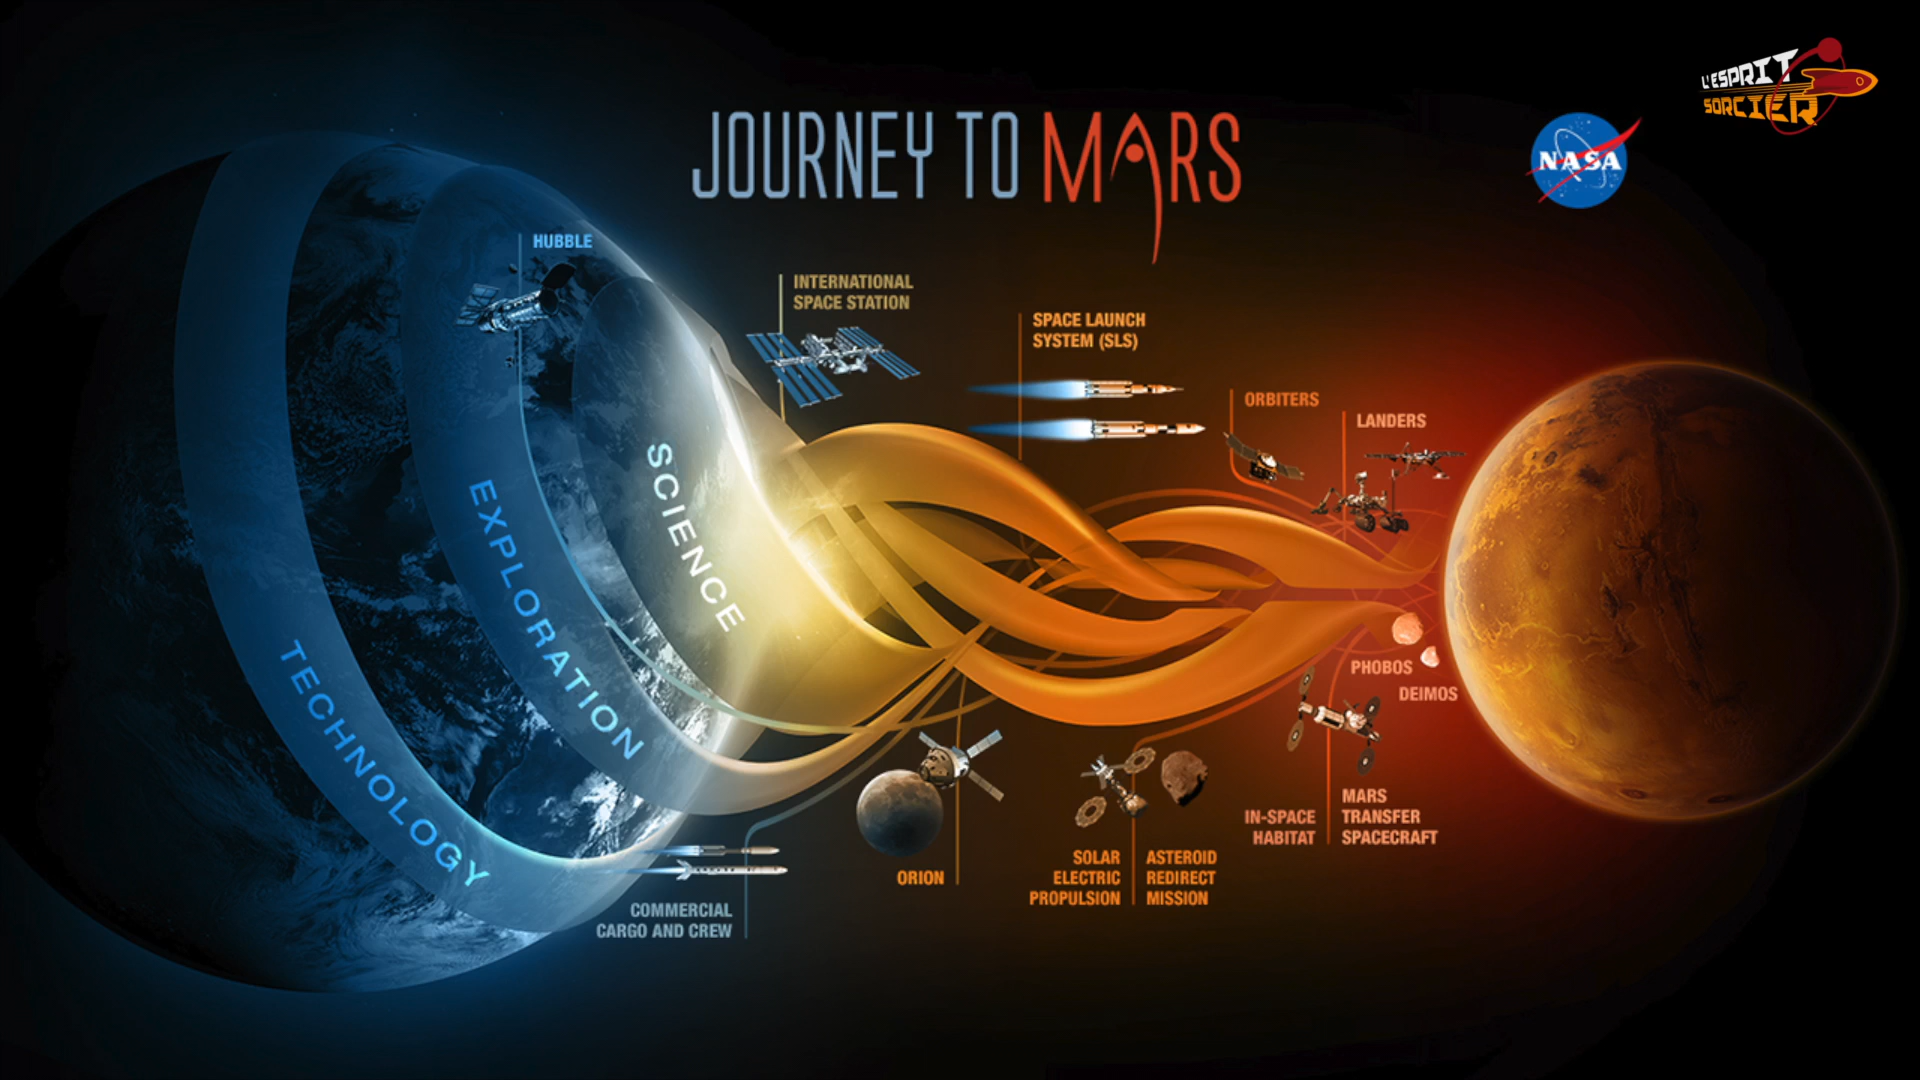 L'ESPRIT
SORCIER
JOURNEY TO MARS
NASA
HUBBLE
INTERNATIONAL
SPACE STATION
SPACE LAUNCH
SYSTEM (SLS)
ORBITERS
LANDERS
SCIENCE
EXPLORATION
TECHNOLOGY
PHOBOS
DEIMOS
COMMERCIAL
CARGO AND CREW
ORION
SOLAR
ELECTRIC
PROPULSION
ASTEROID
REDIRECT
MISSION
IN-SPACE
HABITAT
MARS
TRANSFER
SPACECRAFT